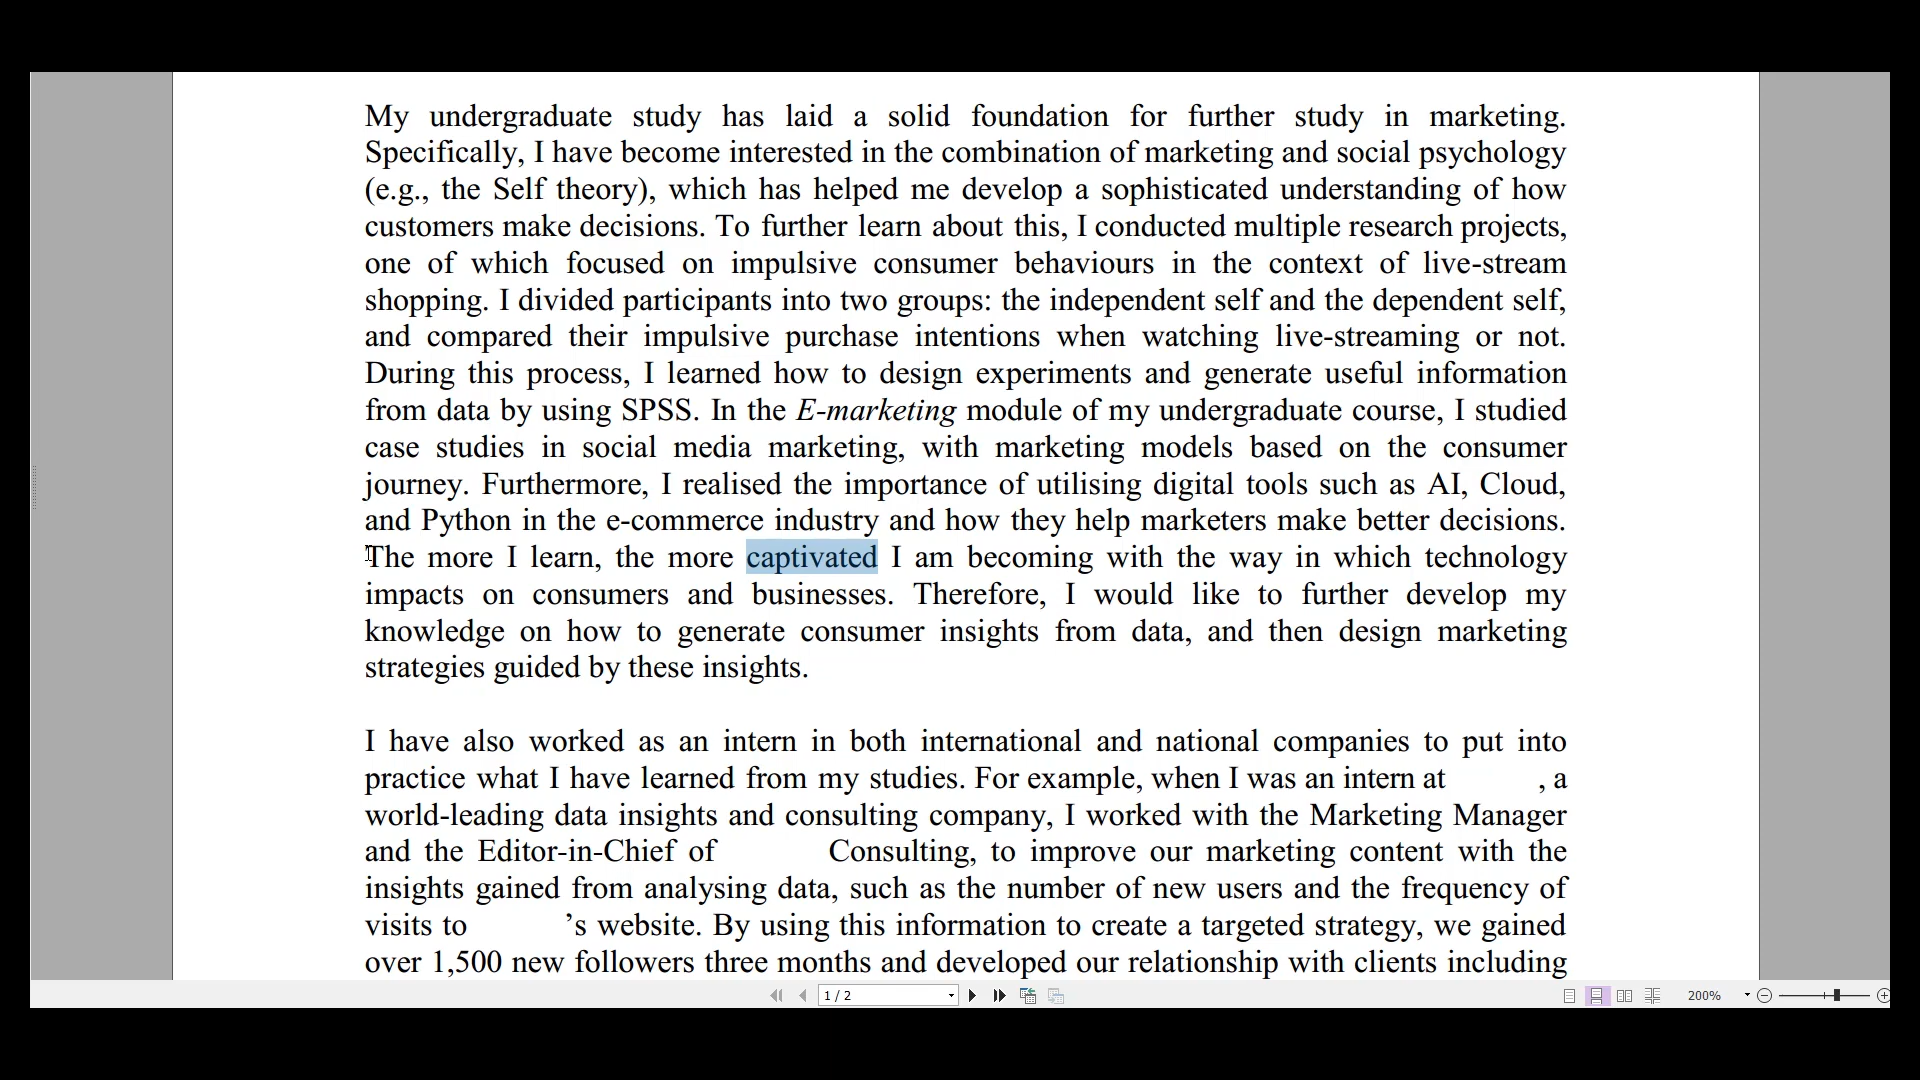 My undergraduate study has laid a solid foundation for further study in marketing.
Specifically, I have become interested in the combination of marketing and social psychology
(e.g., the Self theory), which has helped me develop a sophisticated understanding of how
customers make decisions. To further learn about this, I conducted multiple research projects,
one of which focused on impulsive consumer behaviours in the context of live-stream
shopping. I divided participants into two groups: the independent self and the dependent self,
and compared their impulsive purchase intentions when watching live-streaming or not.
During this process, I learned how to design experiments and generate useful information
from data by using SPSS. In the E-marketing module of my undergraduate course, I studied
case studies in social media marketing, with marketing models based on the consumer
journey. Furthermore, I realised the importance of utilising digital tools such as AI, Cloud,
and Python in the e-commerce industry and how they help marketers make better decisions.
The more I learn, the more captivated I am becoming with the way in which technology
impacts on consumers and businesses. Therefore, I would like to further develop my
knowledge on how to generate consumer insights from data, and then design marketing
strategies guided by these insights.
I have also worked as an intern in both international and national companies to put into
practice what I have learned from my studies. For example, when I was an intern at , a
world-leading data insights and consulting company, I worked with the Marketing Manager
and the Editor-in-Chief of Consulting, to improve our marketing content with the
insights gained from analysing data, such as the number of new users and the frequency of
visits to ’s website. By using this information to create a targeted strategy, we gained
over 1,500 new followers three months and developed our relationship with clients including
1 / 2
200%